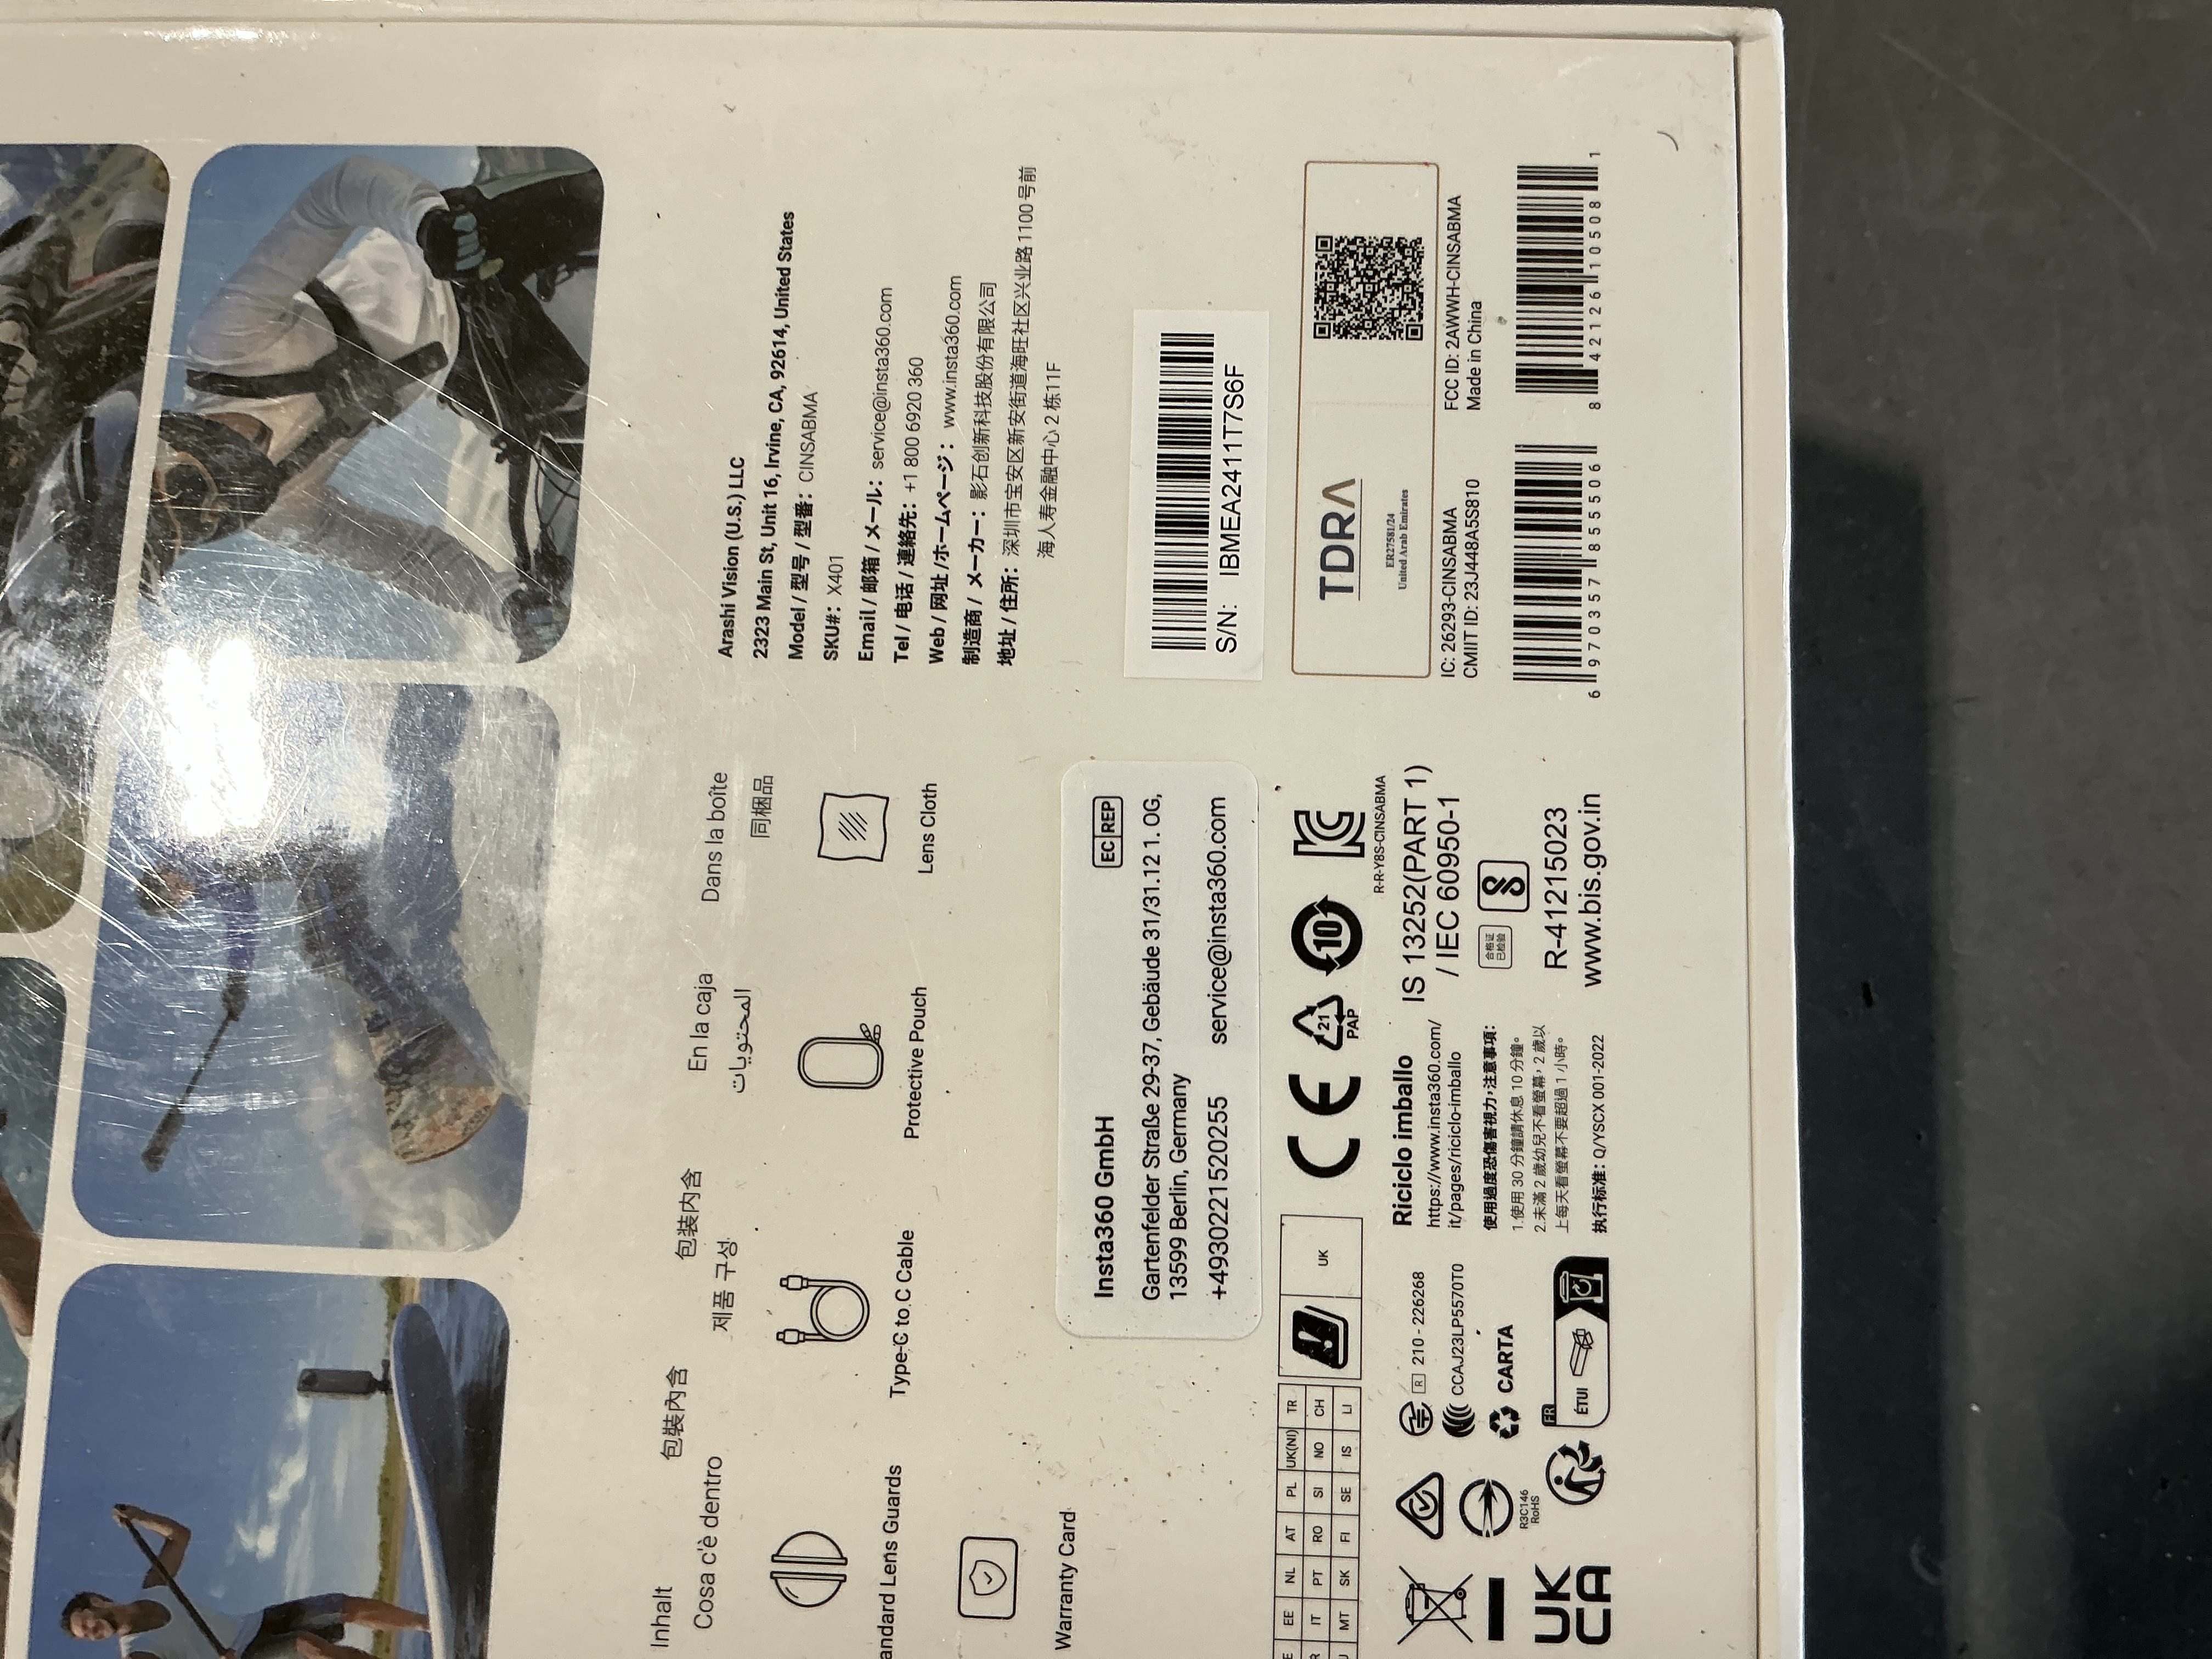 Inhalt
包裝內含
包装内含
En la caja
Dans la boîte
Cosa c'è dentro
제품 구성
المحتويات
同梱品
andard Lens Guards
Type-C to C Cable
Protective Pouch
Lens Cloth
Warranty Card
Arashi Vision (U.S.) LLC
2323 Main St, Unit 16, Irvine, CA, 92614, United States
Model / 型号 / 型番： CINSABMA
SKU#： X401
Email / 邮箱 / メール： service@insta360.com
Tel / 电话 / 連絡先： +1 800 6920 360
Web / 网址 /ホームページ： www.insta360.com
制造商 / メーカー： 影石创新科技股份有限公司
地址 / 住所： 深圳市宝安区新安街道海旺社区兴业路1100号前
海人寿金融中心 2 栋11F
Insta360 GmbH
EC REP
Gartenfelder Straße 29-37, Gebäude 31/31.12 1. OG,
13599 Berlin, Germany
+493022151520255 service@insta360.com
S/N: IBMEA2411T7S6F
TDRA
ER27581/24
United Arab Emirates
IC: 26293-CINSABMA
CMIIT ID: 23J448A5S810
FCC ID: 2AWWH-CINSABMA
Made in China
6 970357 855506
8 42126 10508 1
EE NL AT PL UK(NI) TR
IT PT RO SI NO CH
MT SK FI SE IS LI
UK
CE
21
PAP
10
R-R-Y8S-CINSABMA
IS 13252(PART 1)
/ IEC 60950-1
合格证
已检验
R-41215023
www.bis.gov.in
Riciclo imballo
https://www.insta360.com/
it/pages/riciclo-imballo
使用過度恐傷害視力，注意事項：
1.使用 30 分鐘請休息 10 分鐘。
2.未滿 2 歲幼兒不看螢幕，2 歲以
上每天看螢幕不要超過 1 小時。
执行标准：Q/YSCX 001-2022
R 210 - 226268
CCAJ23LP5570T0
CARTA
FR
ÉTUI
R3C146
RoHS
UK
CA